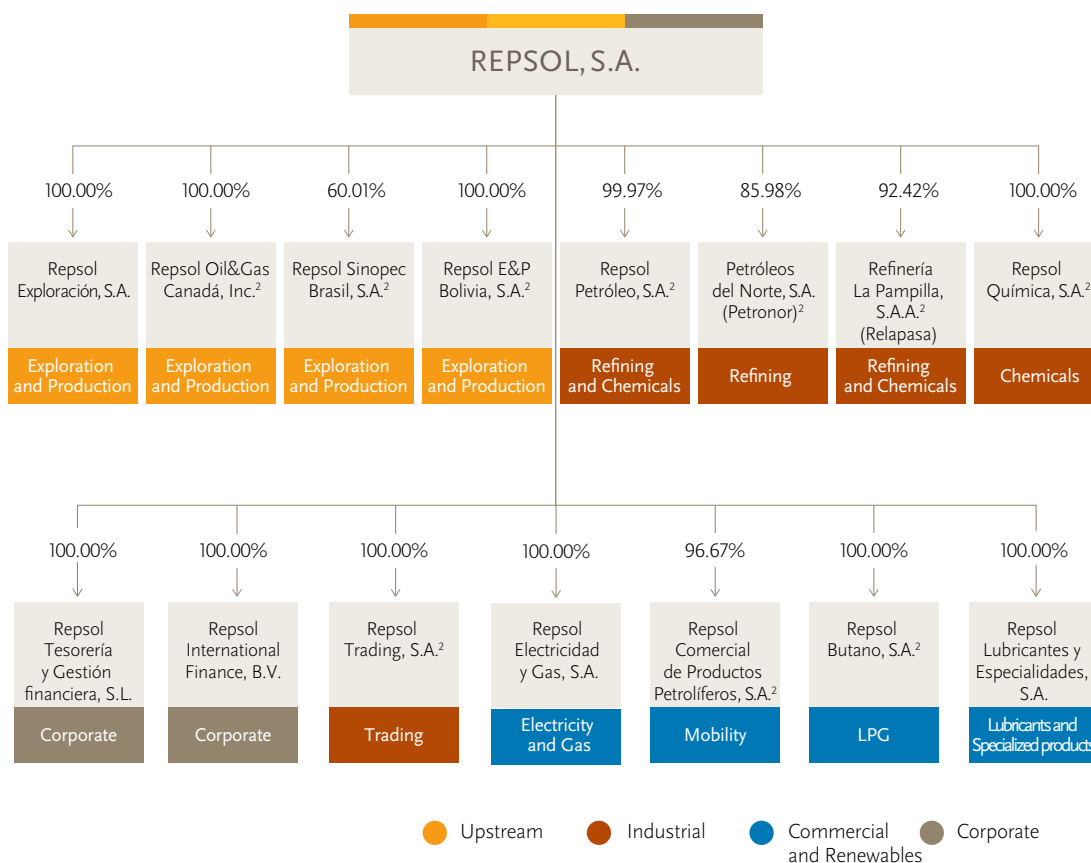 REPSOL, S.A.
100.00%
100.00%
60.01%
100.00%
99.97%
85.98%
92.42%
100.00%
Repsol
Exploración, S.A.
Exploration
and Production
Repsol Oil&Gas
Canadá, Inc.²
Exploration
and Production
Repsol Sinopec
Brasil, S.A.²
Exploration
and Production
Repsol E&P
Bolivia, S.A.²
Exploration
and Production
Repsol
Petróleo, S.A.²
Refining
and Chemicals
Petróleos
del Norte, S.A.
(Petronor)²
Refining
Refinería
La Pampilla,
S.A.A.²
(Relapasa)
Refining
and Chemicals
Repsol
Química, S.A.²
Chemicals
100.00%
100.00%
100.00%
100.00%
96.67%
100.00%
100.00%
Repsol
Tesorería
y Gestión
financiera, S.L.
Corporate
Repsol
International
Finance, B.V.
Corporate
Repsol
Trading, S.A.²
Trading
Repsol
Electricidad
y Gas, S.A.
Electricity
and Gas
Repsol
Comercial
de Productos
Petrolíferos, S.A.²
Mobility
Repsol
Butano, S.A.²
LPG
Repsol
Lubricantes y
Especialidades,
S.A.
Lubricants and
Specialized products
Upstream
Industrial
Commercial
and Renewables
Corporate